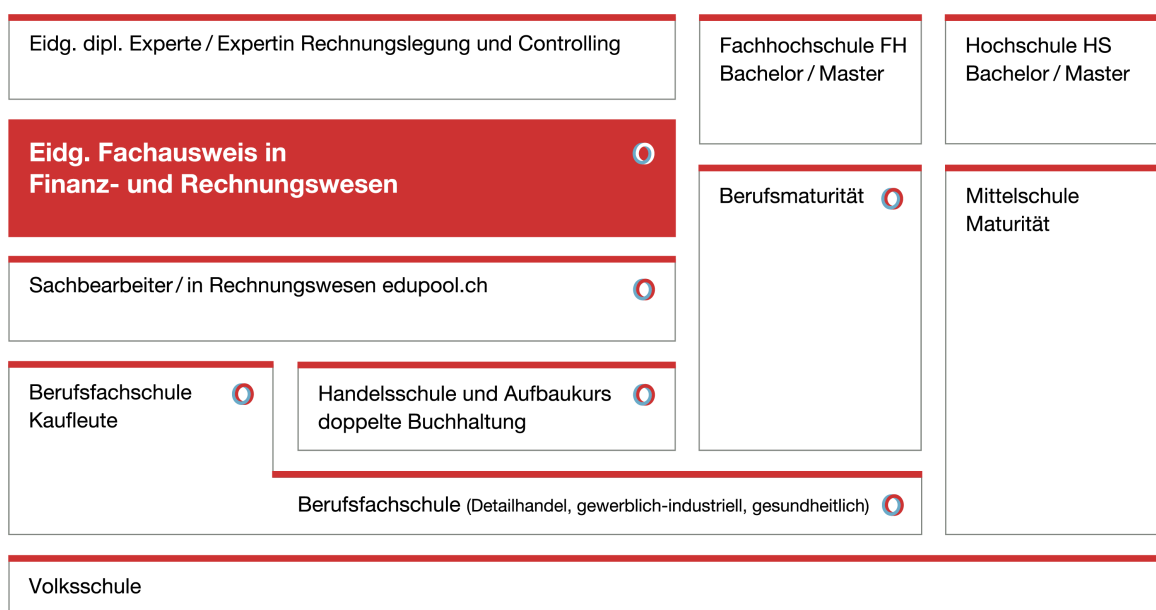 Eidg. dipl. Experte / Expertin Rechnungslegung und Controlling
Fachhochschule FH
Bachelor / Master
Hochschule HS
Bachelor / Master
Eidg. Fachausweis in
Finanz- und Rechnungswesen
Berufsmaturität
Mittelschule
Maturität
Sachbearbeiter / in Rechnungswesen edupool.ch
Berufsfachschule
Kaufleute
Handelsschule und Aufbaukurs
doppelte Buchhaltung
Berufsfachschule (Detailhandel, gewerblich-industriell, gesundheitlich)
Volksschule